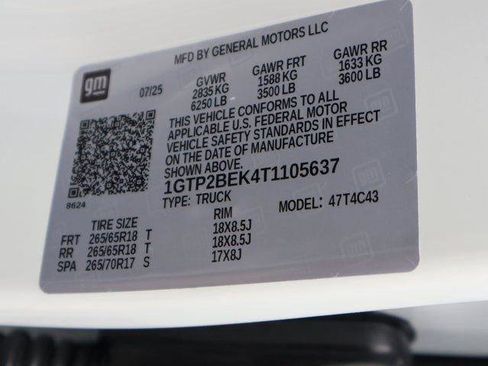 MFD BY GENERAL MOTORS LLC
gm
07/25
GVWR GAWR FRT GAWR RR
2835 KG 1588 KG 1633 KG
6250 LB 3500 LB 3600 LB
THIS VEHICLE CONFORMS TO ALL
APPLICABLE U.S. FEDERAL MOTOR
VEHICLE SAFETY STANDARDS IN EFFECT
ON THE DATE OF MANUFACTURE
SHOWN ABOVE.
8624
1GTP2BEK4T1105637
TYPE: TRUCK MODEL: 47T4C43
TIRE SIZE RIM
FRT 265/65R18 T 18X8.5J
RR 265/65R18 T 18X8.5J
SPA 265/70R17 S 17X8J